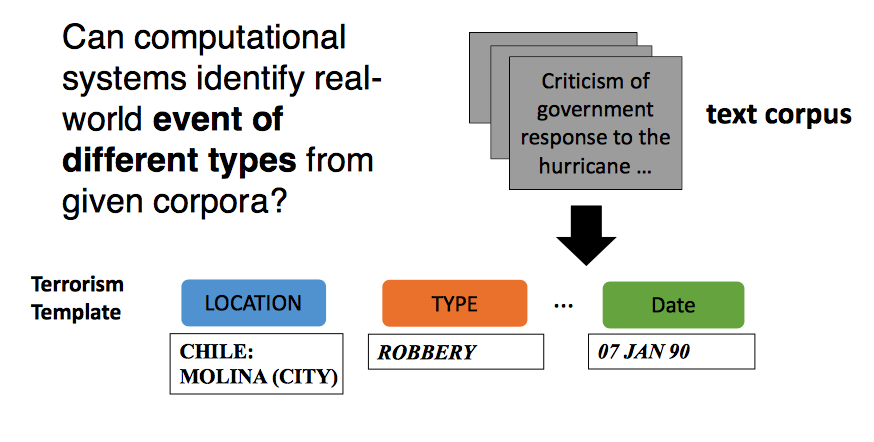 Can computational
systems identify real-
world event of
different types from
given corpora?
Criticism of
government
response to the
hurricane ...
text corpus
Terrorism
Template
LOCATION
TYPE
...
Date
CHILE:
MOLINA (CITY)
ROBBERY
07 JAN 90